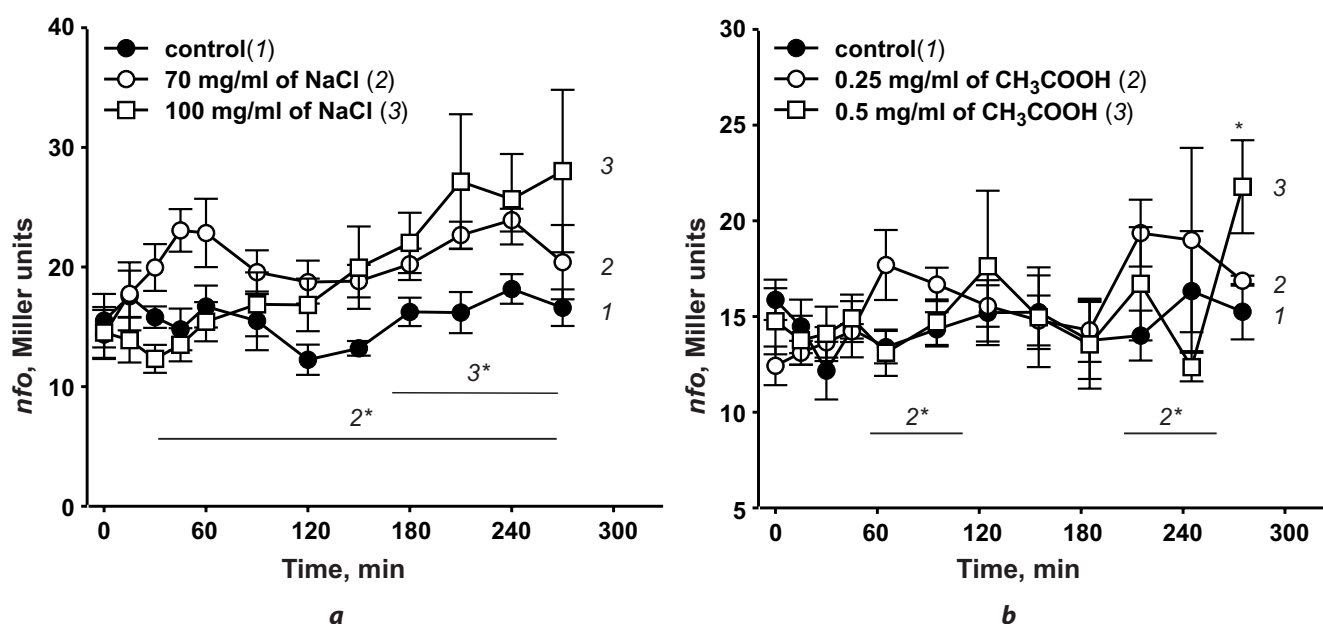 40
30
20
10
0
nfo, Miller units
control(1)
70 mg/ml of NaCl (2)
100 mg/ml of NaCl (3)
3
2
1
3*
2*
0 60 120 180 240 300
Time, min
a
30
25
20
15
10
5
nfo, Miller units
control(1)
0.25 mg/ml of CH₃COOH (2)
0.5 mg/ml of CH₃COOH (3)
*
3
2
1
2* 2*
0 60 120 180 240 300
Time, min
b